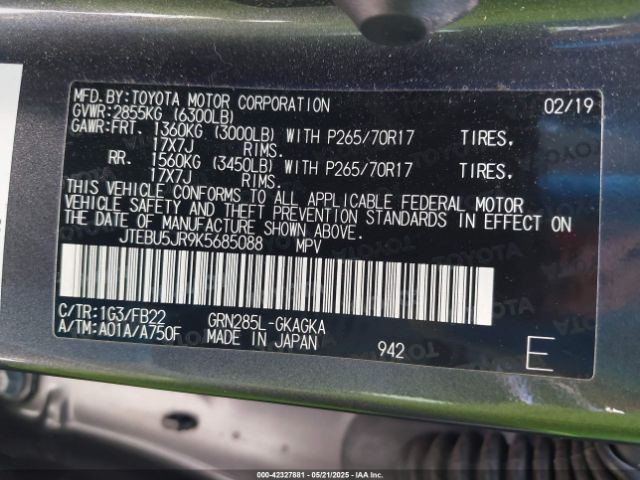 MFD.BY:TOYOTA MOTOR CORPORATION 02/19
GVWR:2855KG (6300LB)
GAWR:FRT. 1360KG (3000LB) WITH P265/70R17 TIRES,
17X7J RIMS.
RR. 1560KG (3450LB) WITH P265/70R17 TIRES,
17X7J RIMS.
THIS VEHICLE CONFORMS TO ALL APPLICABLE FEDERAL MOTOR
VEHICLE SAFETY AND THEFT PREVENTION STANDARDS IN EFFECT ON
THE DATE OF MANUFACTURE SHOWN ABOVE.
JTEBU5JR9K5685088 MPV
C/TR:1G3/FB22 GRN285L-GKAGKA
A/TM:A01A/A750F MADE IN JAPAN 942 E
000-42327881 - 05/21/2025 - IAA Inc.